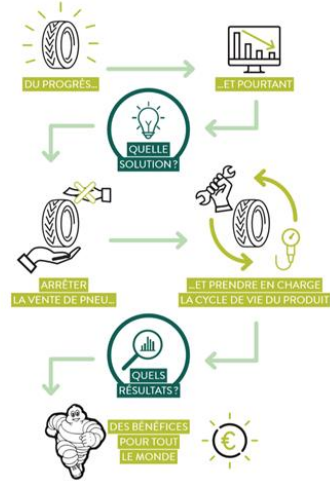 DU PROGRÈS...
...ET POURTANT
QUELLE
SOLUTION ?
ARRÊTER
LA VENTE DE PNEU...
...ET PRENDRE EN CHARGE
LA CYCLE DE VIE DU PRODUIT
QUELS
RÉSULTATS ?
DES BÉNÉFICES
POUR TOUT
LE MONDE
€